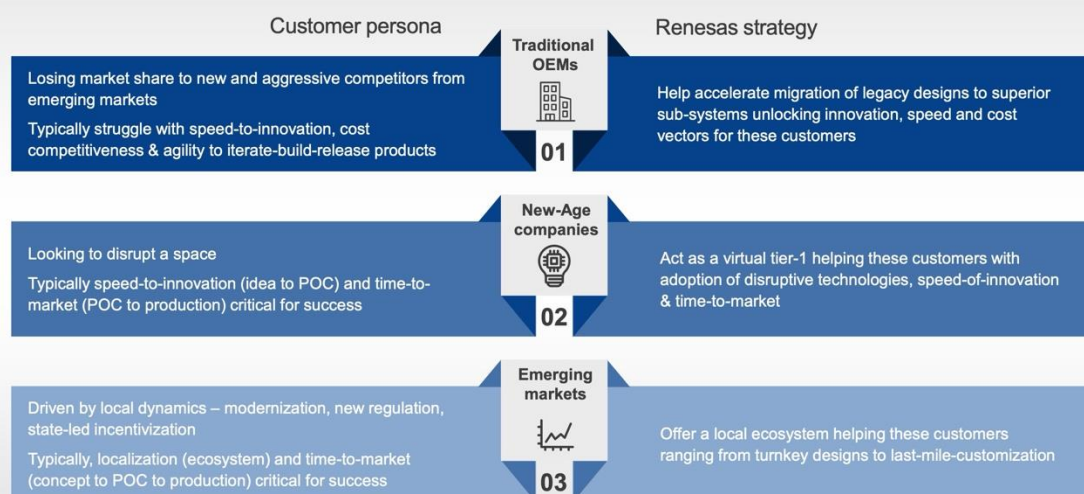 Customer persona
Renesas strategy
Traditional
OEMs
01
Losing market share to new and aggressive competitors from
emerging markets
Typically struggle with speed-to-innovation, cost
competitiveness & agility to iterate-build-release products
Help accelerate migration of legacy designs to superior
sub-systems unlocking innovation, speed and cost
vectors for these customers
New-Age
companies
02
Looking to disrupt a space
Typically speed-to-innovation (idea to POC) and time-to-
market (POC to production) critical for success
Act as a virtual tier-1 helping these customers with
adoption of disruptive technologies, speed-of-innovation
& time-to-market
Emerging
markets
03
Driven by local dynamics – modernization, new regulation,
state-led incentivization
Typically, localization (ecosystem) and time-to-market
(concept to POC to production) critical for success
Offer a local ecosystem helping these customers
ranging from turnkey designs to last-mile-customization